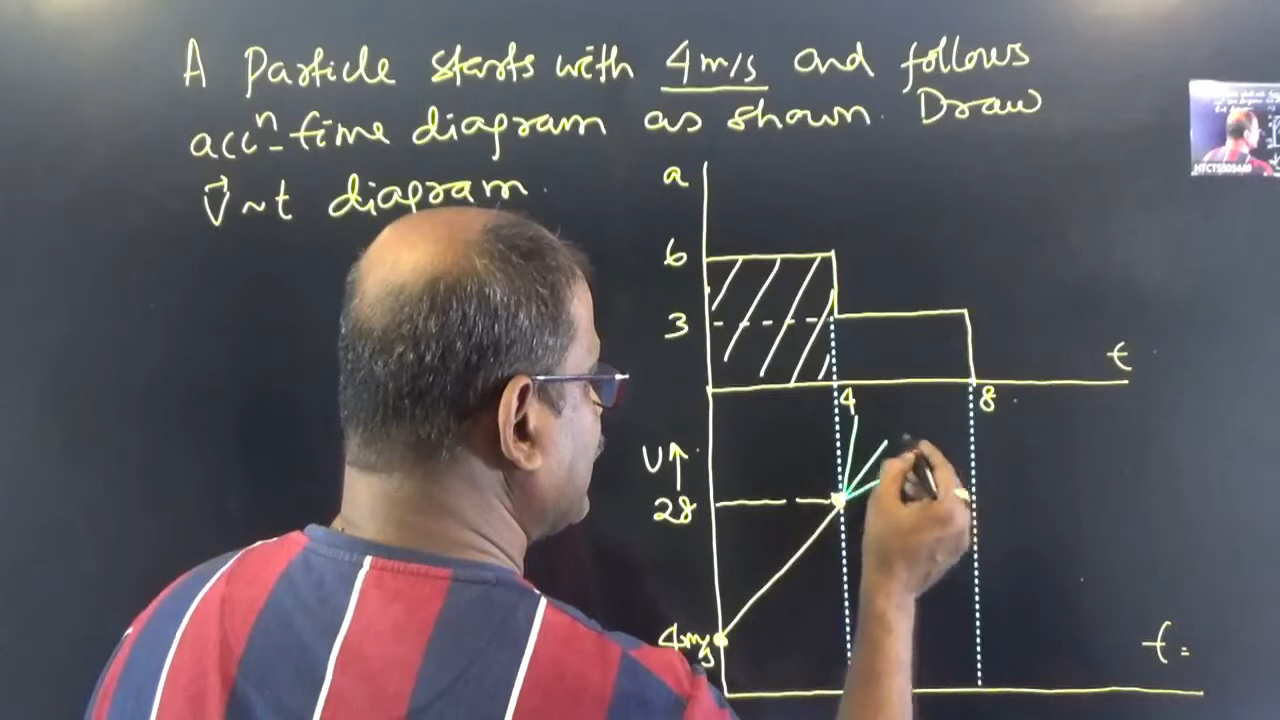 A Particle starts with 4m/s and follows
accⁿ-time diagram as shown. Draw
v⃗~t diagram.
a
6
3
t
4
8
v↑
28
4m/s
t=